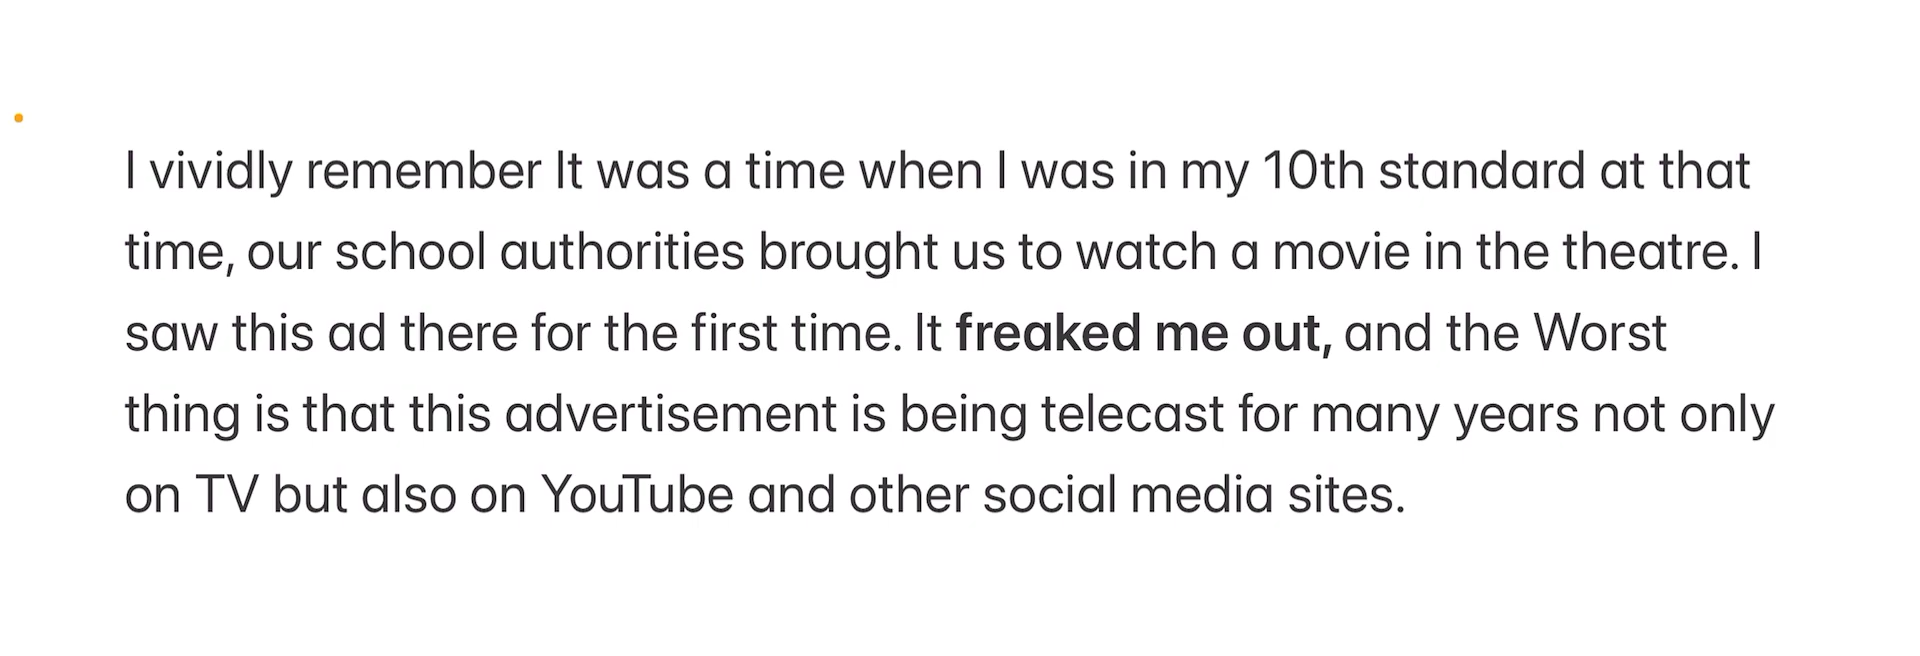 I vividly remember It was a time when I was in my 10th standard at that
time, our school authorities brought us to watch a movie in the theatre. I
saw this ad there for the first time. It freaked me out, and the Worst
thing is that this advertisement is being telecast for many years not only
on TV but also on YouTube and other social media sites.